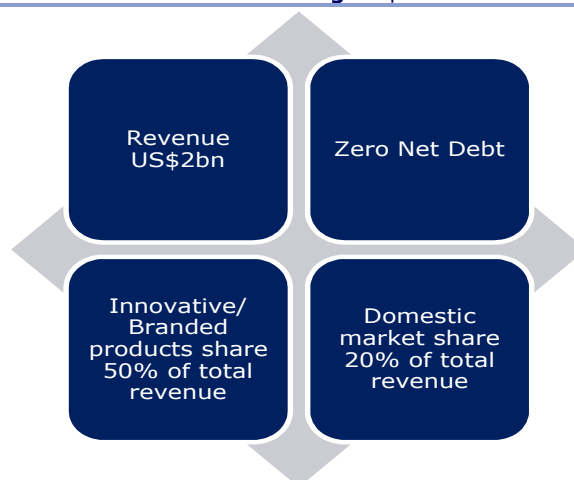 Revenue
US$2bn
Zero Net Debt
Innovative/
Branded
products share
50% of total
revenue
Domestic
market share
20% of total
revenue